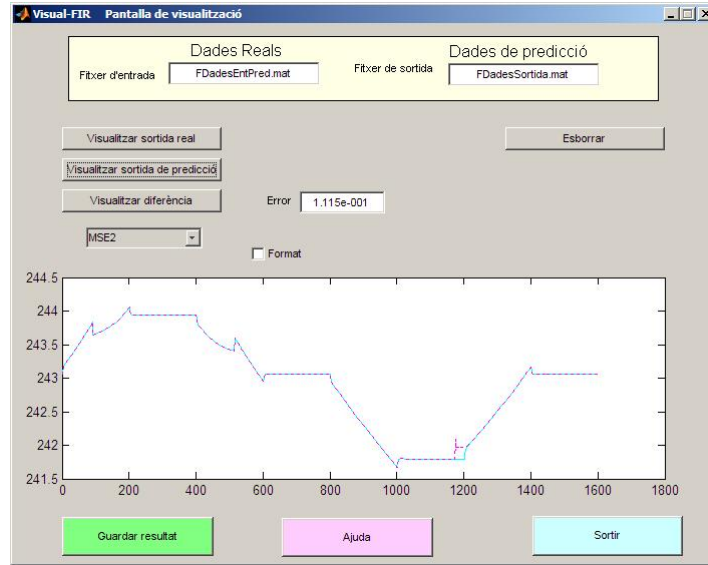 Visual-FIR Pantalla de visualització
Dades Reals
Dades de predicció
Fitxer d'entrada
FDadesEntPred.mat
Fitxer de sortida
FDadesSortida.mat
Visualitzar sortida real
Esborrar
Visualitzar sortida de predicció
Visualitzar diferència
Error
1.115e-001
MSE2
Format
244.5
244
243.5
243
242.5
242
241.5
0 200 400 600 800 1000 1200 1400 1600 1800
Guardar resultat
Ajuda
Sortir